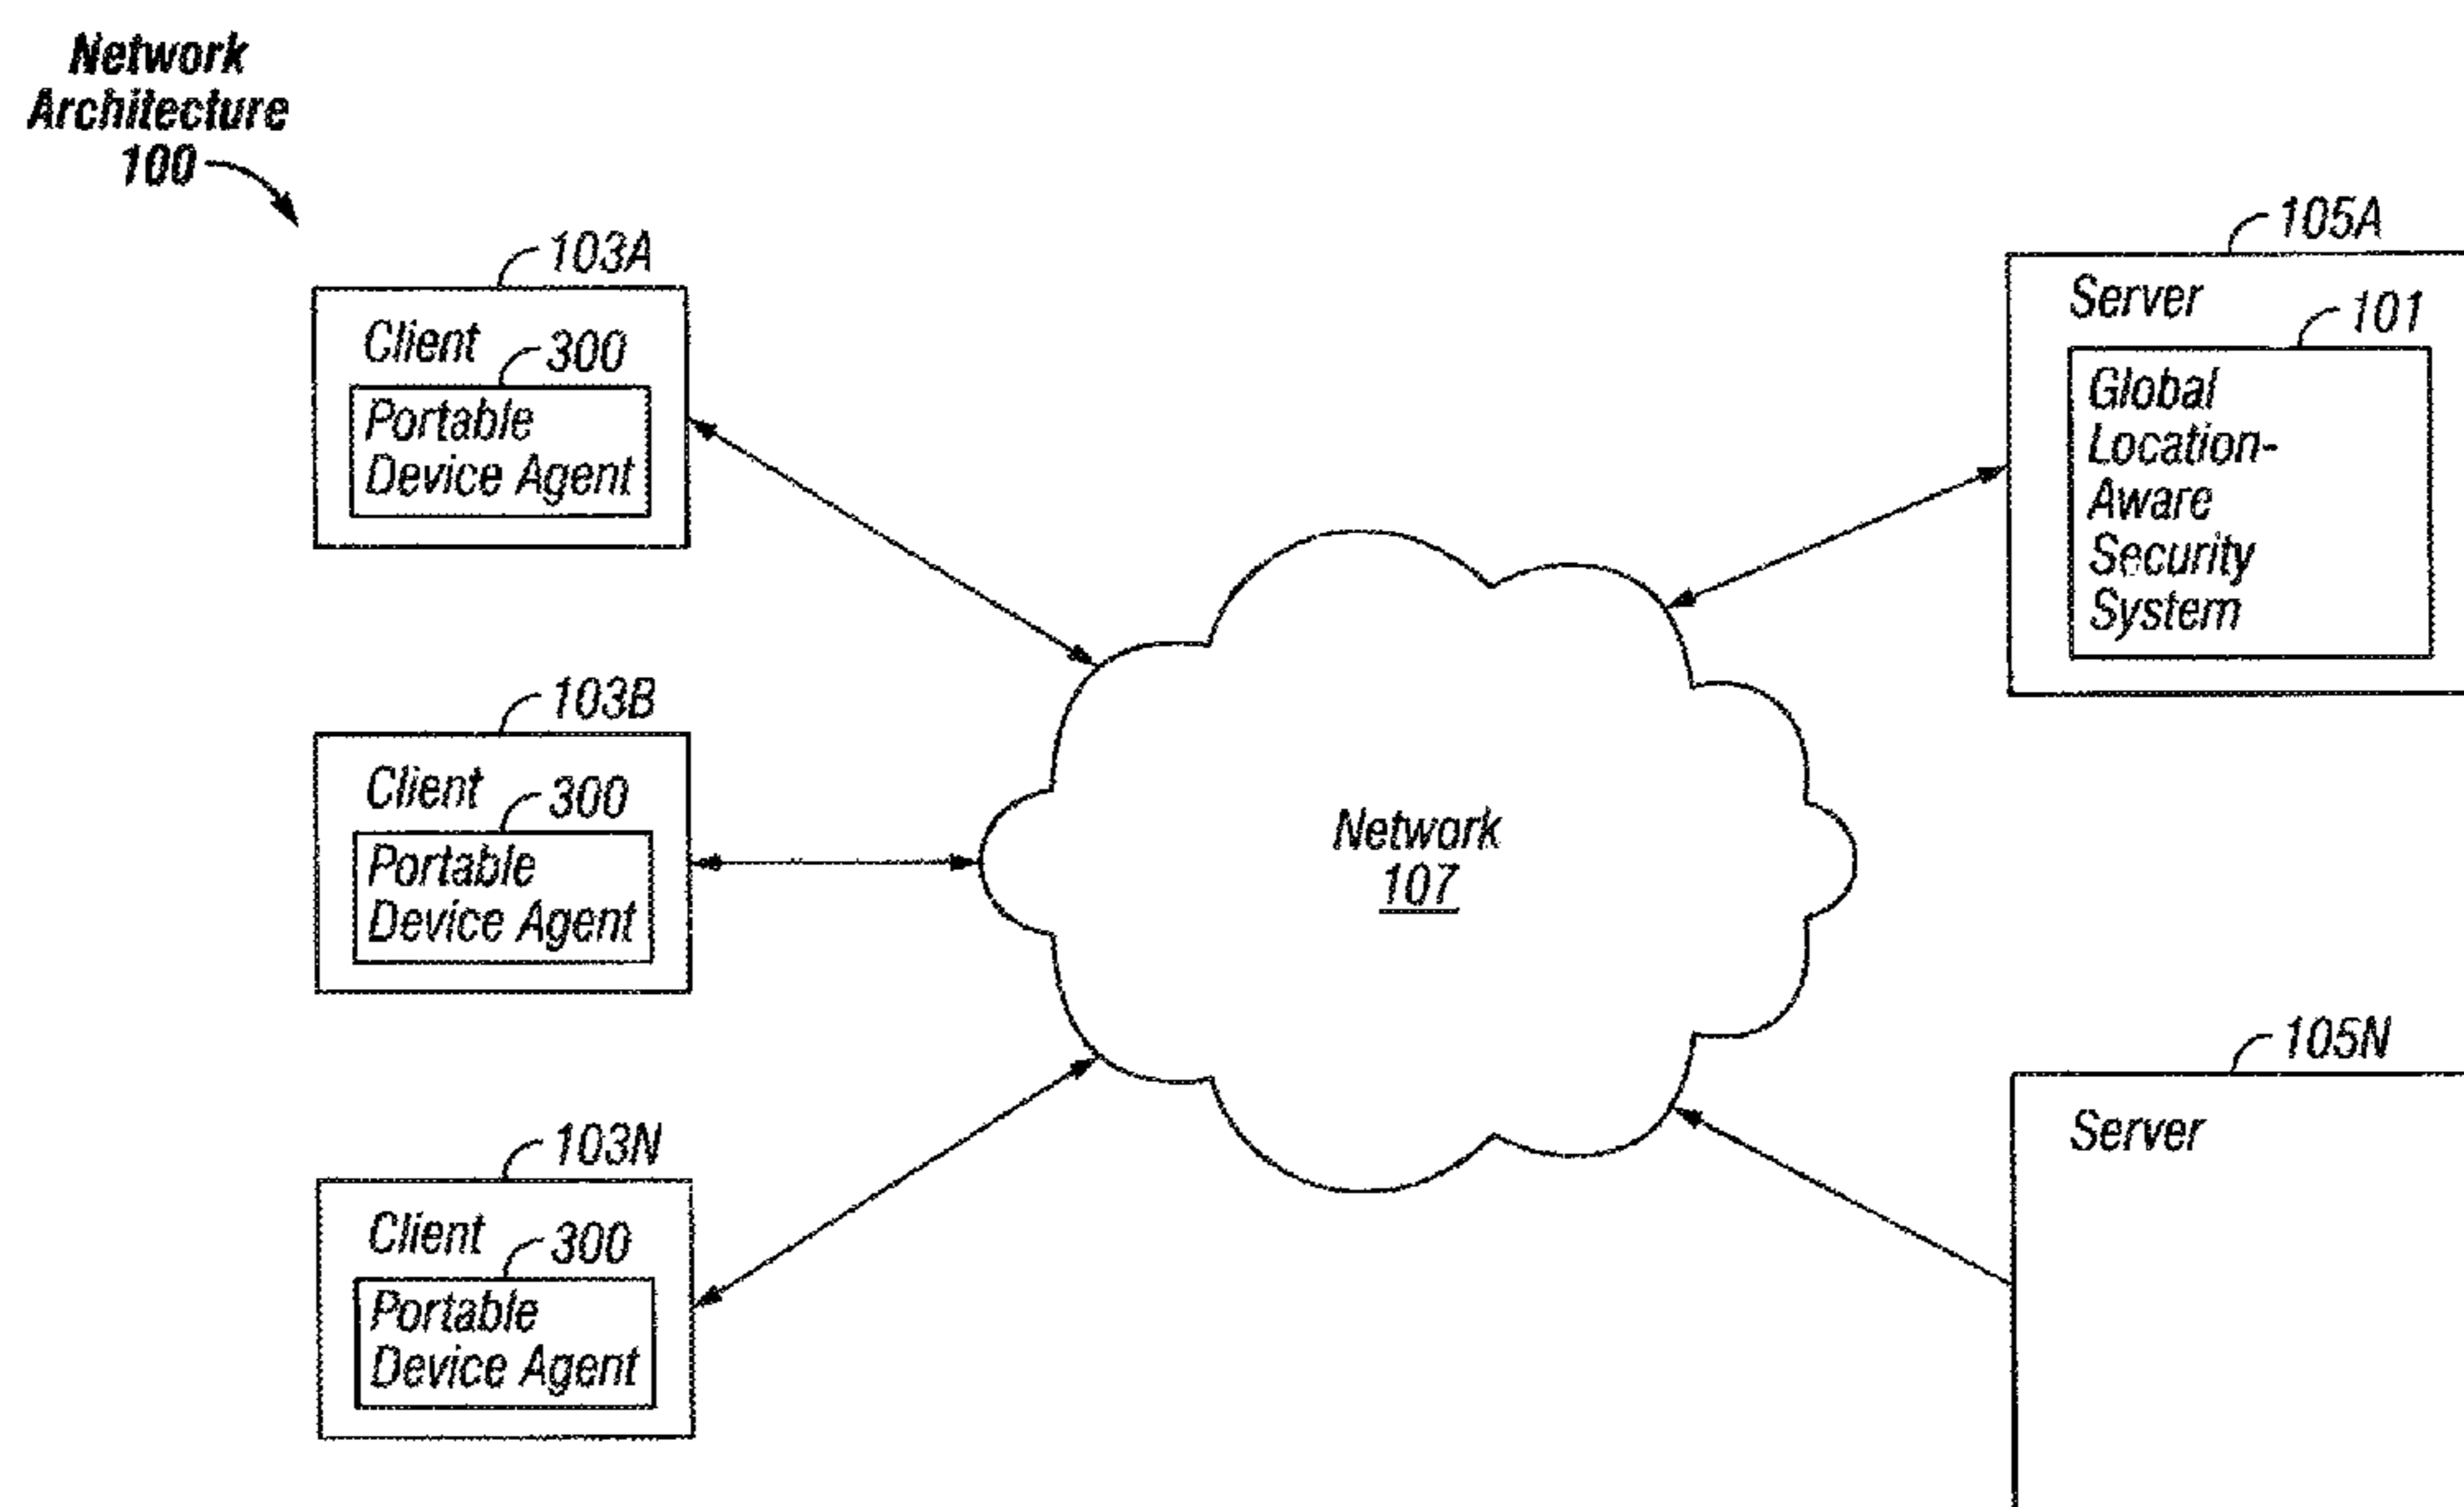 Network
Architecture
100
103A
Client
300
Portable
Device Agent
103B
Client
300
Portable
Device Agent
103N
Client
300
Portable
Device Agent
Network
107
105A
Server
101
Global
Location-
Aware
Security
System
105N
Server